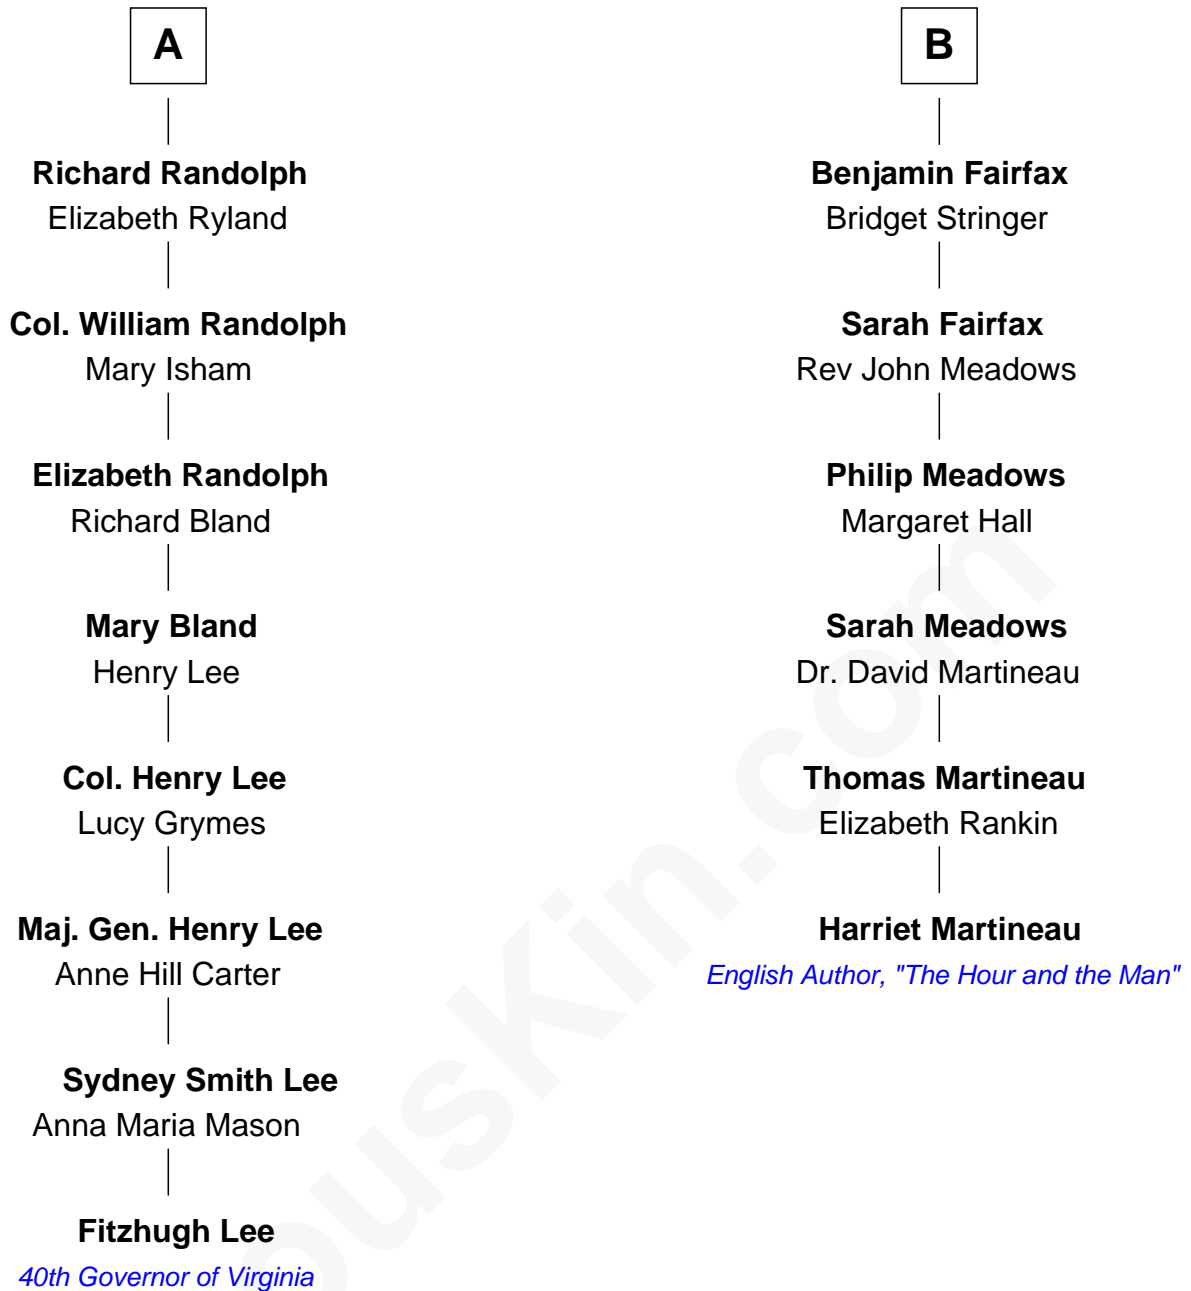 A
Richard Randolph
Elizabeth Ryland
Col. William Randolph
Mary Isham
Elizabeth Randolph
Richard Bland
Mary Bland
Henry Lee
Col. Henry Lee
Lucy Grymes
Maj. Gen. Henry Lee
Anne Hill Carter
Sydney Smith Lee
Anna Maria Mason
Fitzhugh Lee
40th Governor of Virginia
B
Benjamin Fairfax
Bridget Stringer
Sarah Fairfax
Rev John Meadows
Philip Meadows
Margaret Hall
Sarah Meadows
Dr. David Martineau
Thomas Martineau
Elizabeth Rankin
Harriet Martineau
English Author, "The Hour and the Man"
ousKin.com